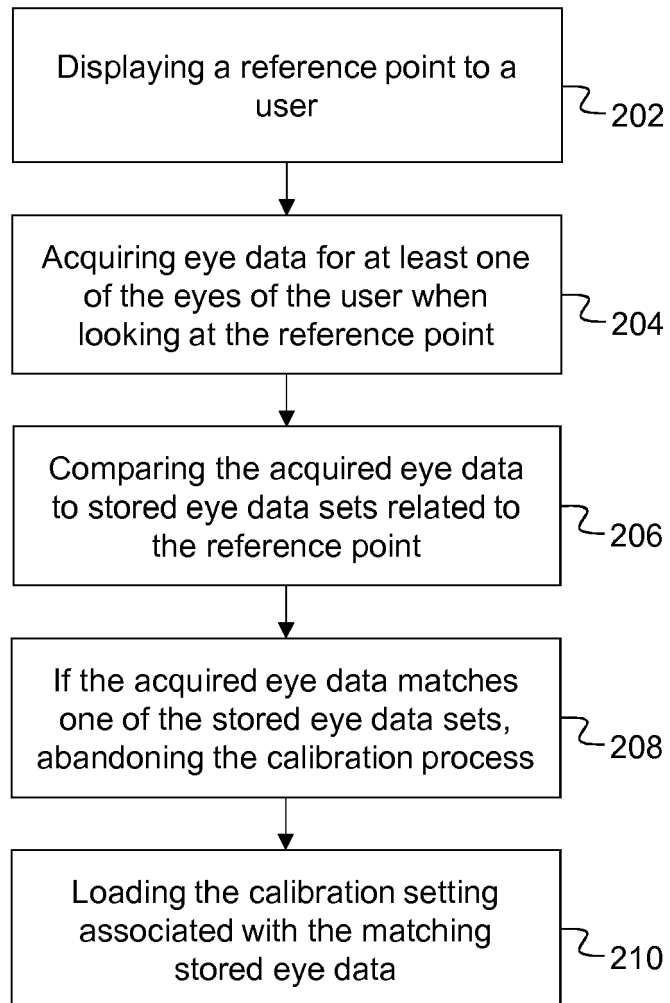 Displaying a reference point to a
user
202
Acquiring eye data for at least one
of the eyes of the user when
looking at the reference point
204
Comparing the acquired eye data
to stored eye data sets related to
the reference point
206
If the acquired eye data matches
one of the stored eye data sets,
abandoning the calibration process
208
Loading the calibration setting
associated with the matching
stored eye data
210